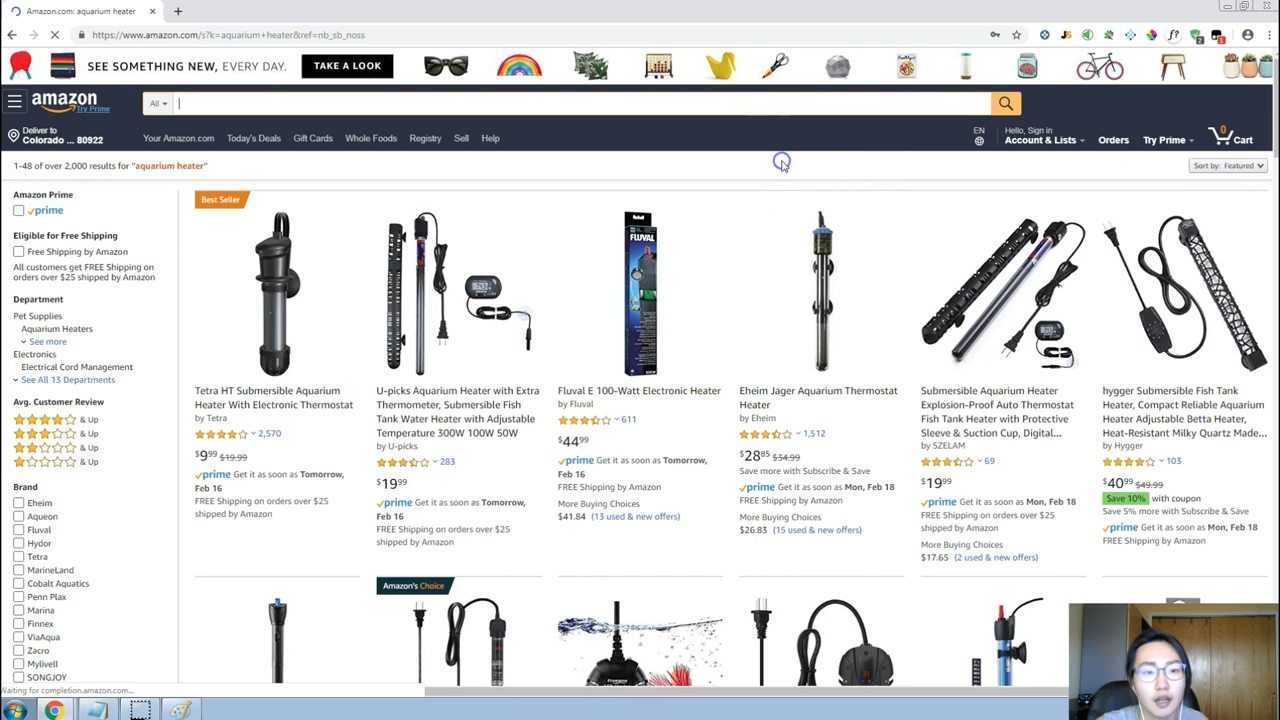 Amazon.com: aquarium heater
https://www.amazon.com/s?k=aquarium+heater&ref=nb_sb_noss
SEE SOMETHING NEW, EVERY DAY.
TAKE A LOOK
amazon
Try Prime
All
Deliver to
Colorado ... 80922
Your Amazon.com
Today's Deals
Gift Cards
Whole Foods
Registry
Sell
Help
EN
Hello, Sign in
Account & Lists
Orders
Try Prime
0
Cart
1-48 of over 2,000 results for "aquarium heater"
Sort by: Featured
Amazon Prime
prime
Eligible for Free Shipping
Free Shipping by Amazon
All customers get FREE Shipping on
orders over $25 shipped by Amazon
Department
Pet Supplies
Aquarium Heaters
See more
Electronics
Electrical Cord Management
See All 13 Departments
Avg. Customer Review
& Up
& Up
& Up
& Up
Brand
Eheim
Aqueon
Fluval
Hydor
Tetra
MarineLand
Cobalt Aquatics
Penn Plax
Marina
Finnex
ViaAqua
Zacro
Mylivell
SONGJOY
Best Seller
Tetra HT Submersible Aquarium
Heater With Electronic Thermostat
by Tetra
2,570
$999 $19.99
prime Get it as soon as Tomorrow,
Feb 16
FREE Shipping on orders over $25
shipped by Amazon
U-picks Aquarium Heater with Extra
Thermometer, Submersible Fish
Tank Water Heater with Adjustable
Temperature 300W 100W 50W
by U-picks
283
$1999
prime Get it as soon as Tomorrow,
Feb 16
FREE Shipping on orders over $25
shipped by Amazon
FLUVAL
Fluval E 100-Watt Electronic Heater
by Fluval
611
$4499
prime Get it as soon as Tomorrow,
Feb 16
FREE Shipping by Amazon
More Buying Choices
$41.84 (13 used & new offers)
Eheim Jager Aquarium Thermostat
Heater
by Eheim
1,512
$2885 $34.99
Save more with Subscribe & Save
prime Get it as soon as Mon, Feb 18
FREE Shipping by Amazon
More Buying Choices
$26.83 (15 used & new offers)
Submersible Aquarium Heater
Explosion-Proof Auto Thermostat
Fish Tank Heater with Protective
Sleeve & Suction Cup, Digital...
by SZELAM
69
$1999
prime Get it as soon as Mon, Feb 18
FREE Shipping on orders over $25
shipped by Amazon
More Buying Choices
$17.65 (2 used & new offers)
hygger Submersible Fish Tank
Heater, Compact Reliable Aquarium
Heater Adjustable Betta Heater,
Heat-Resistant Milky Quartz Made...
by Hygger
103
$4099 $49.99
Save 10% with coupon
Save 5% more with Subscribe & Save
prime Get it as soon as Mon, Feb 18
FREE Shipping by Amazon
Amazon's Choice
Waiting for completion.amazon.com...